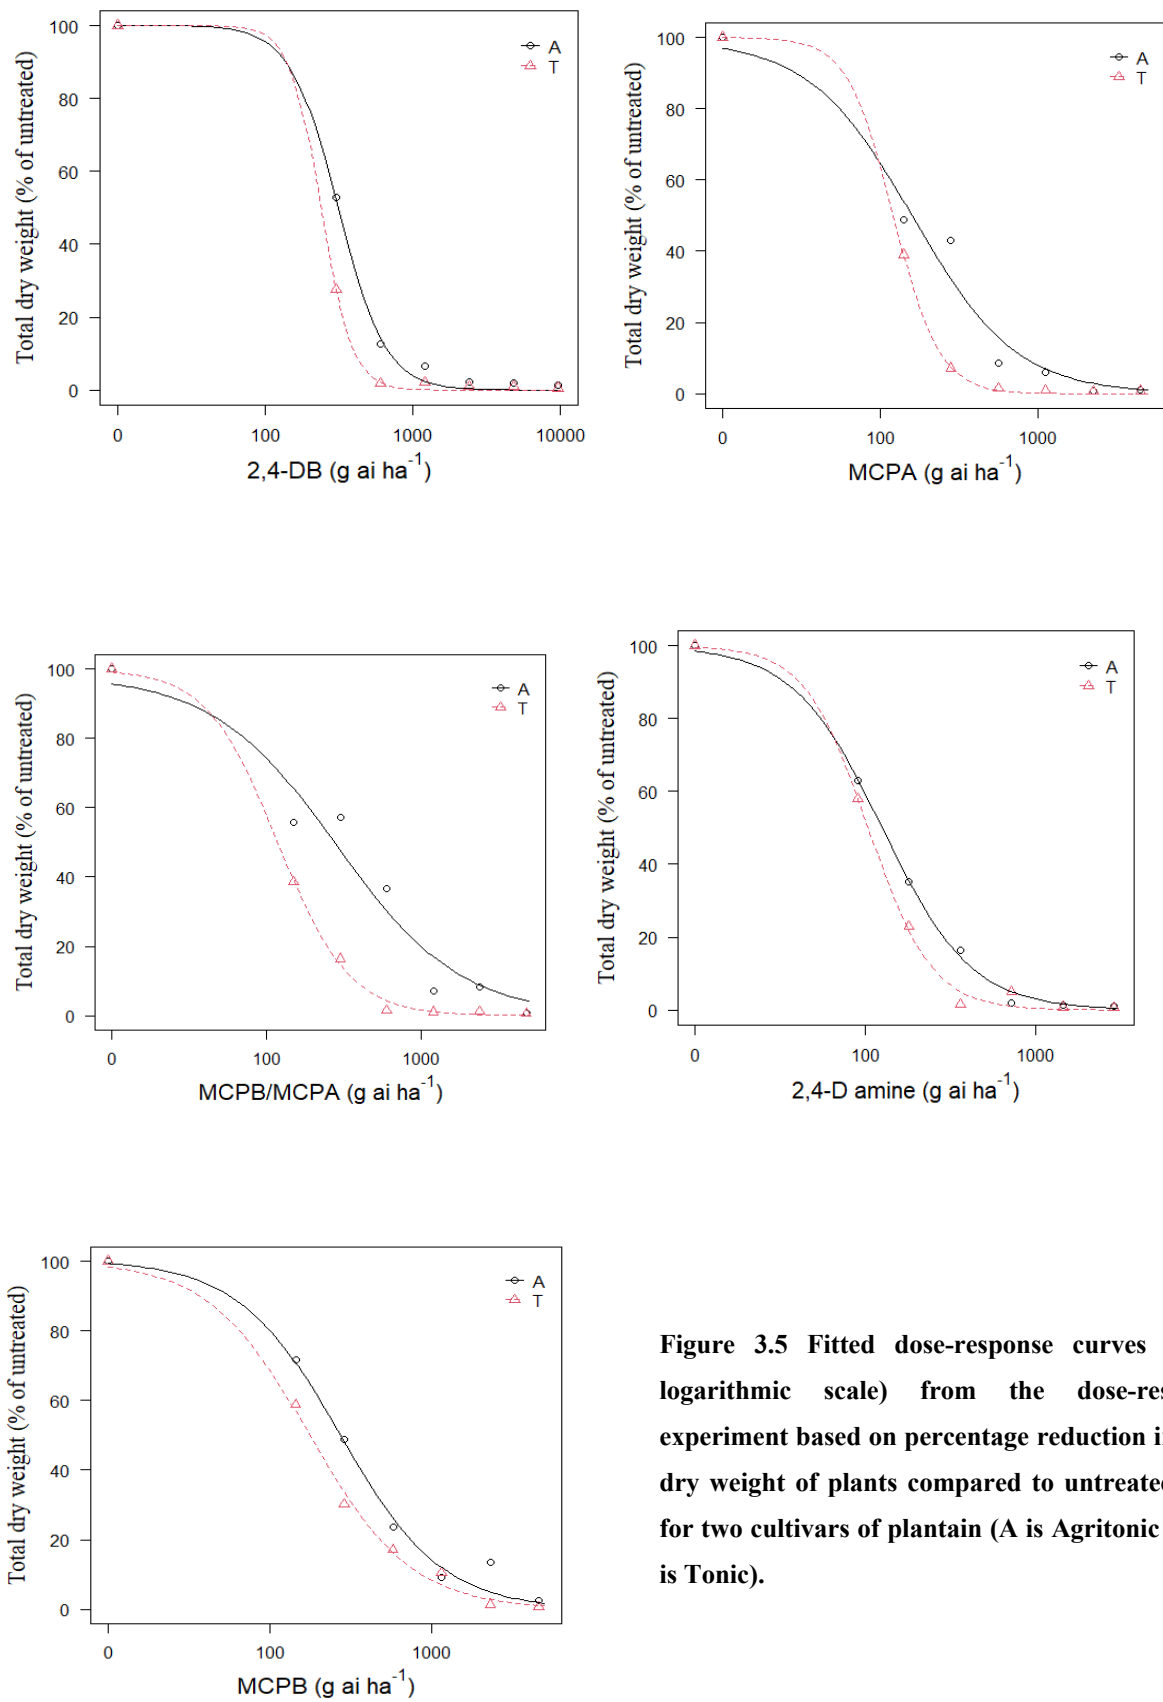 Total dry weight (% of untreated)
100
80
60
40
20
0
A
T
0 100 1000 10000
2,4-DB (g ai ha⁻¹)
Total dry weight (% of untreated)
100
80
60
40
20
0
A
T
0 100 1000
MCPA (g ai ha⁻¹)
Total dry weight (% of untreated)
100
80
60
40
20
0
A
T
0 100 1000
MCPB/MCPA (g ai ha⁻¹)
Total dry weight (% of untreated)
100
80
60
40
20
0
A
T
0 100 1000
2,4-D amine (g ai ha⁻¹)
Total dry weight (% of untreated)
100
80
60
40
20
0
A
T
0 100 1000
MCPB (g ai ha⁻¹)
Figure 3.5 Fitted dose-response curves
logarithmic scale) from the dose-res
experiment based on percentage reduction i
dry weight of plants compared to untreated
for two cultivars of plantain (A is Agritonic
is Tonic).